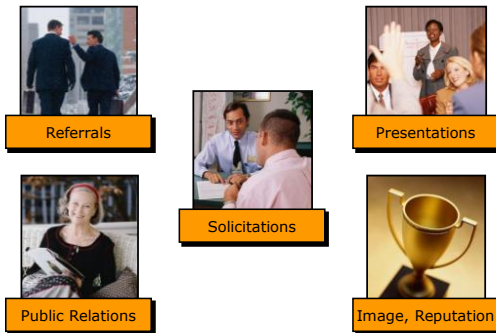 Referrals
Presentations
Solicitations
Public Relations
Image, Reputation